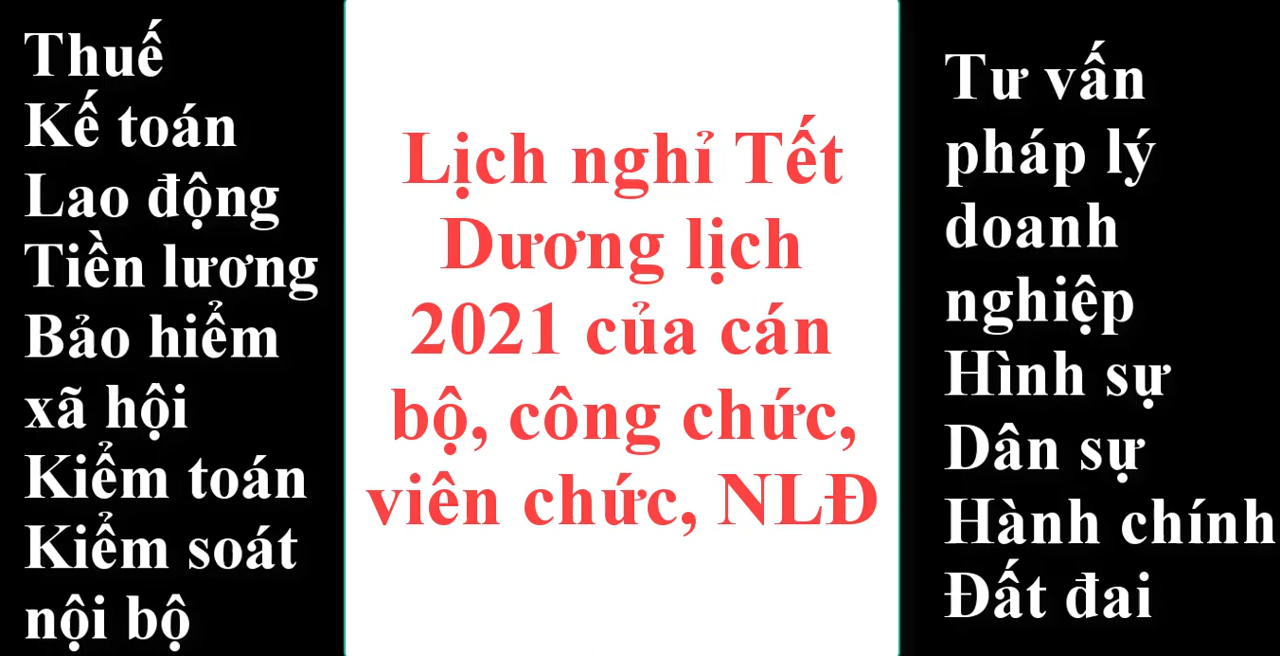 Thuế
Kế toán
Lao động
Tiền lương
Bảo hiểm
xã hội
Kiểm toán
Kiểm soát
nội bộ
Lịch nghỉ Tết
Dương lịch
2021 của cán
bộ, công chức,
viên chức, NLĐ
Tư vấn
pháp lý
doanh
nghiệp
Hình sự
Dân sự
Hành chính
Đất đai